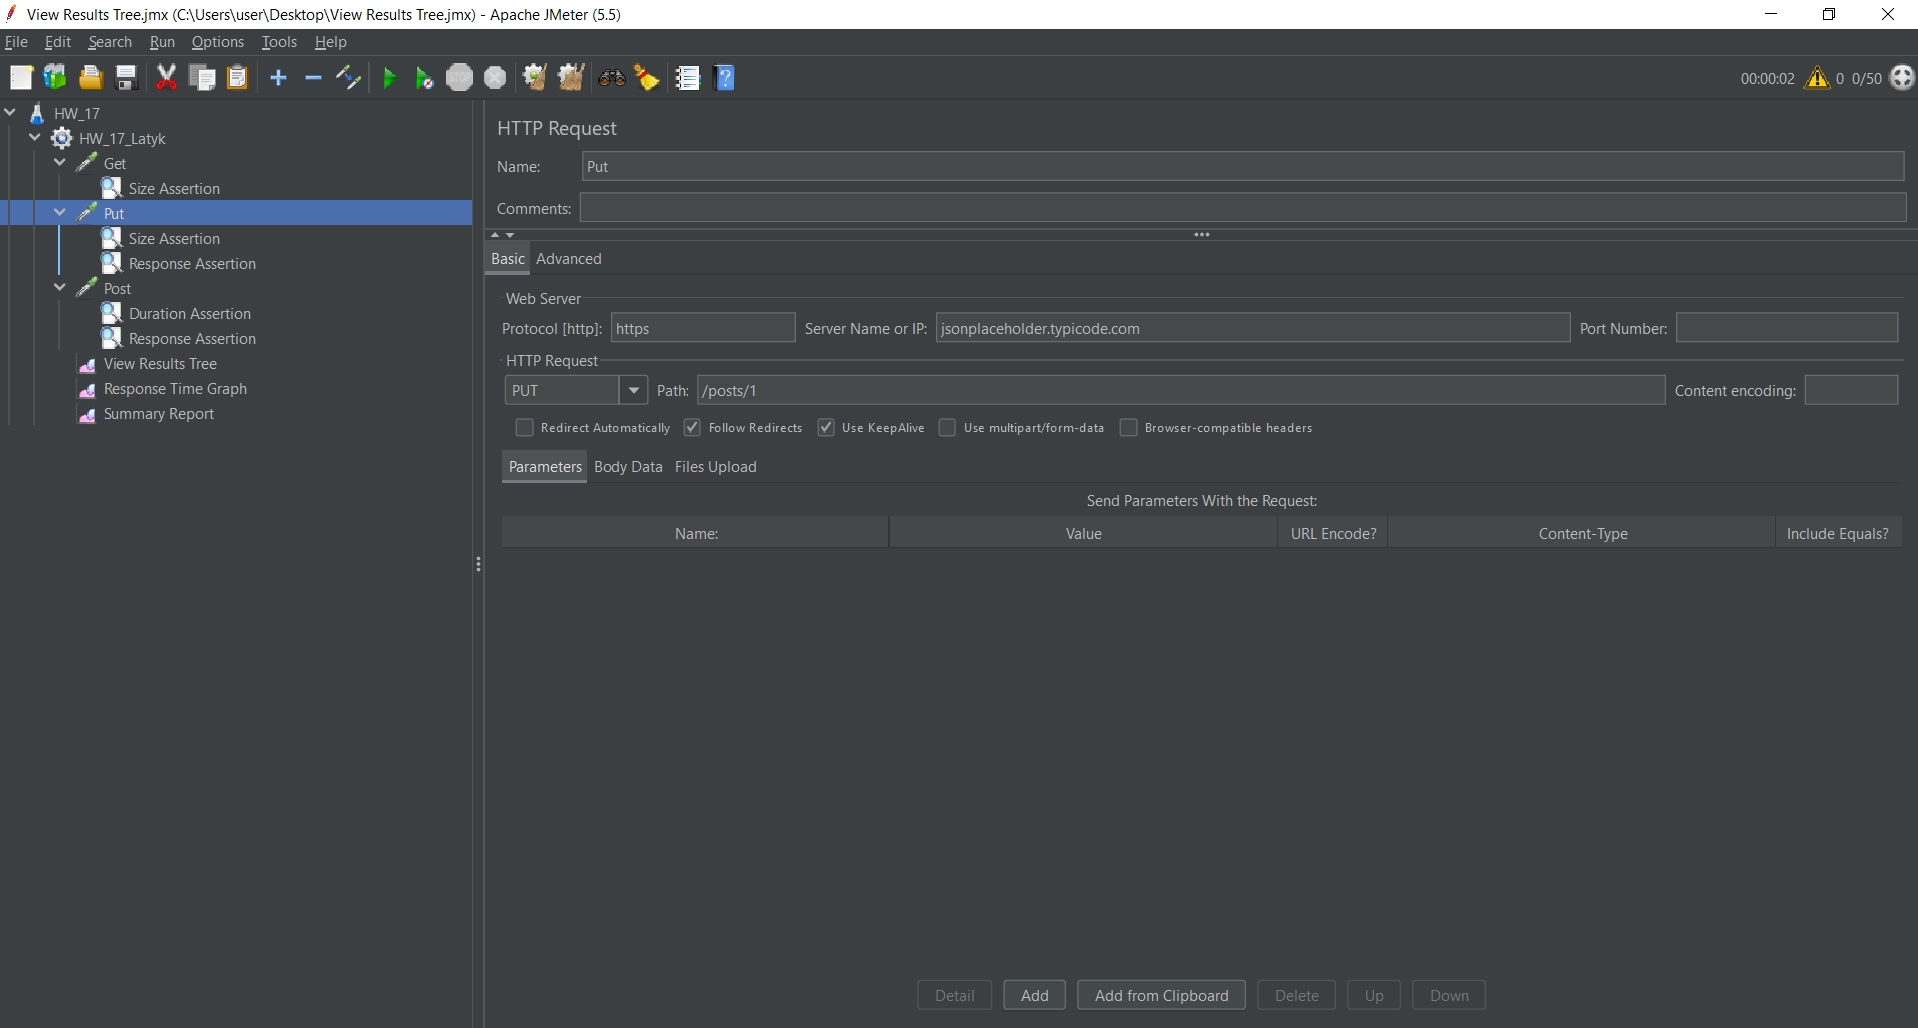 View Results Tree.jmx (C:\Users\user\Desktop\View Results Tree.jmx) - Apache JMeter (5.5)
File Edit Search Run Options Tools Help
STOP
00:00:02 0 0/50
HW_17
HW_17_Latyk
Get
Size Assertion
Put
Size Assertion
Response Assertion
Post
Duration Assertion
Response Assertion
View Results Tree
Response Time Graph
Summary Report
HTTP Request
Name: Put
Comments:
Basic Advanced
Web Server
Protocol [http]: https Server Name or IP: jsonplaceholder.typicode.com Port Number:
HTTP Request
PUT Path: /posts/1 Content encoding:
Redirect Automatically Follow Redirects Use KeepAlive Use multipart/form-data Browser-compatible headers
Parameters Body Data Files Upload
Send Parameters With the Request:
Name: Value URL Encode? Content-Type Include Equals?
Detail Add Add from Clipboard Delete Up Down